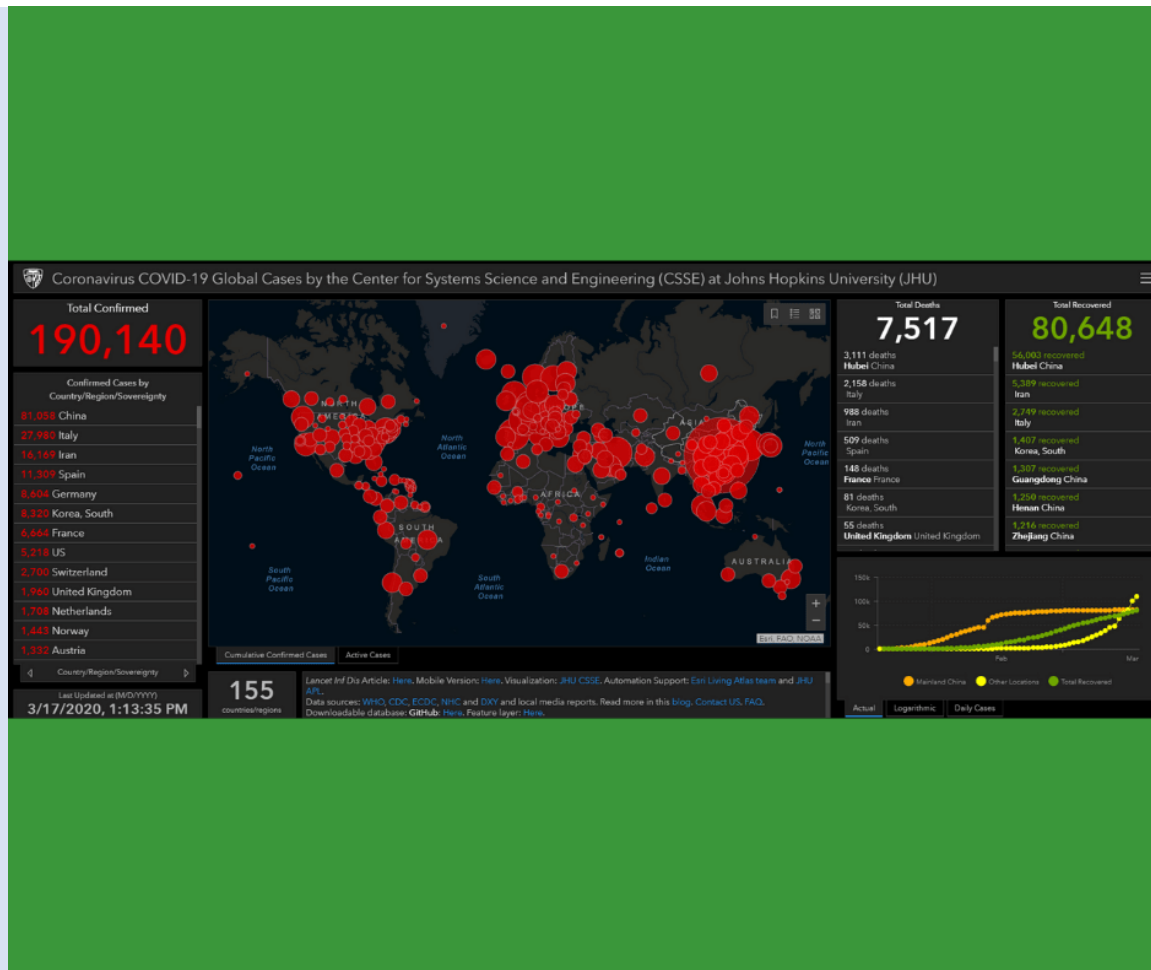 Coronavirus COVID-19 Global Cases by the Center for Systems Science and Engineering (CSSE) at Johns Hopkins University (JHU)
Total Confirmed
190,140
Confirmed Cases by
Country/Region/Sovereignty
81,058 China
27,980 Italy
16,169 Iran
11,309 Spain
8,604 Germany
8,320 Korea, South
6,664 France
5,218 US
2,700 Switzerland
1,960 United Kingdom
1,708 Netherlands
1,443 Norway
1,332 Austria
Country/Region/Sovereignty
Last Updated at (M/D/YYYY)
3/17/2020, 1:13:35 PM
NORTH
AMERICA
North
Pacific
Ocean
North
Atlantic
Ocean
ASIA
North
Pacific
Ocean
AFRICA
SOUTH
AMERICA
South
Pacific
Ocean
South
Atlantic
Ocean
Indian
Ocean
AUSTRALIA
+
−
Esri, FAO, NOAA
Cumulative Confirmed Cases
Active Cases
155
countries/regions
Lancet Inf Dis Article: Here. Mobile Version: Here. Visualization: JHU CSSE. Automation Support: Esri Living Atlas team and JHU
APL.
Data sources: WHO, CDC, ECDC, NHC and DXY and local media reports. Read more in this blog. Contact US. FAQ.
Downloadable database: GitHub: Here. Feature layer: Here.
Total Deaths
7,517
3,111 deaths
Hubei China
2,158 deaths
Italy
988 deaths
Iran
509 deaths
Spain
148 deaths
France France
81 deaths
Korea, South
55 deaths
United Kingdom United Kingdom
Total Recovered
80,648
56,003 recovered
Hubei China
5,389 recovered
Iran
2,749 recovered
Italy
1,407 recovered
Korea, South
1,307 recovered
Guangdong China
1,250 recovered
Henan China
1,216 recovered
Zhejiang China
150k
100k
50k
0
Feb
Mar
Mainland China
Other Locations
Total Recovered
Actual
Logarithmic
Daily Cases